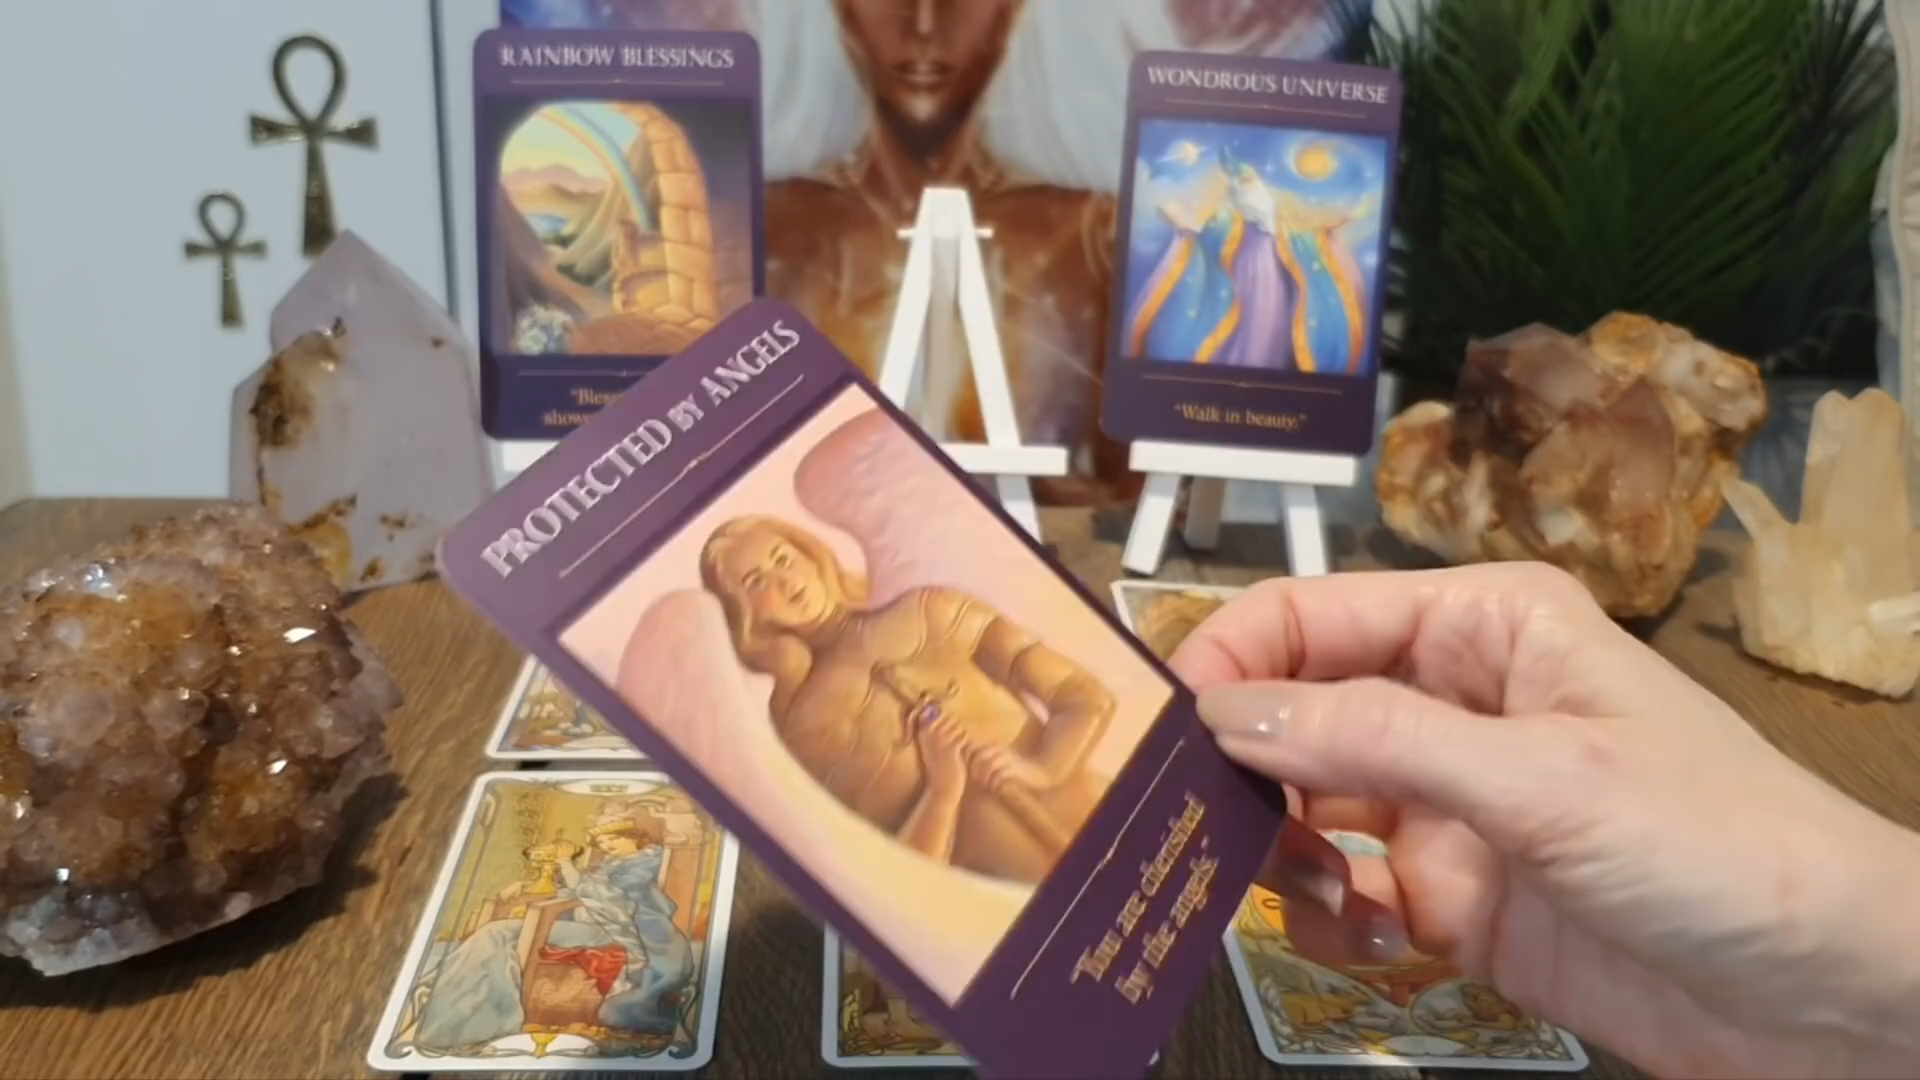 RAINBOW BLESSINGS
WONDROUS UNIVERSE
"Walk in beauty."
PROTECTED BY ANGELS
"You are cherished
by the angels."